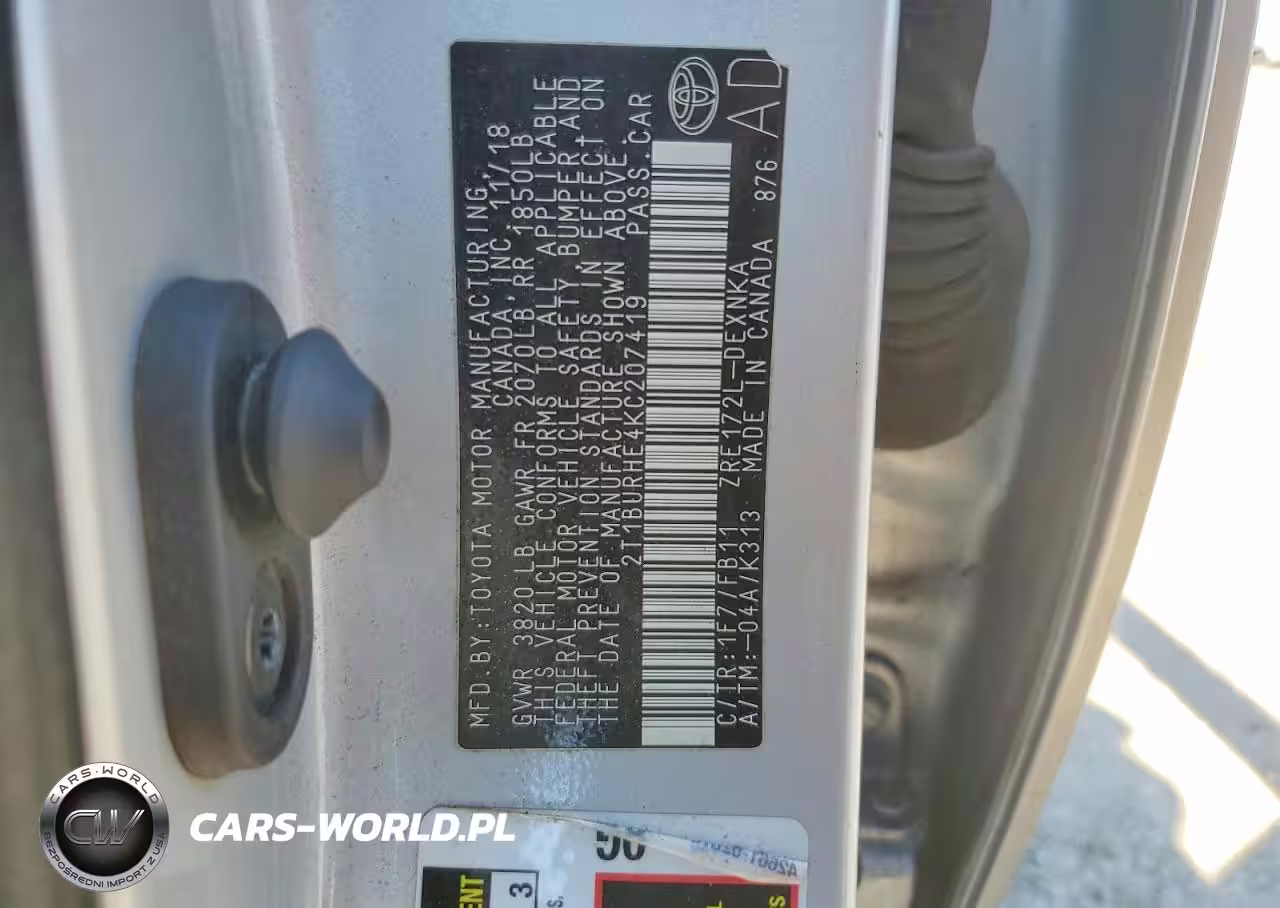 MFD.BY:TOYOTA MOTOR MANUFACTURING,
CANADA,INC. 11/18
GVWR 3820 LB GAWR FR 2070LB RR 1850LB
THIS VEHICLE CONFORMS TO ALL APPLICABLE
FEDERAL MOTOR VEHICLE SAFETY BUMPER AND
THEFT PREVENTION STANDARDS IN EFFECT ON
THE DATE OF MANUFACTURE SHOWN ABOVE.
2T1BURHE4KC207419 PASS.CAR
C/TR:1F7/FB11 ZRE172L-DEXNKA
A/TM:-04A/K313 MADE IN CANADA 876
AD
3
CARS-WORLD
CW
BEZPOŚREDNI IMPORT Z USA
CARS-WORLD.PL